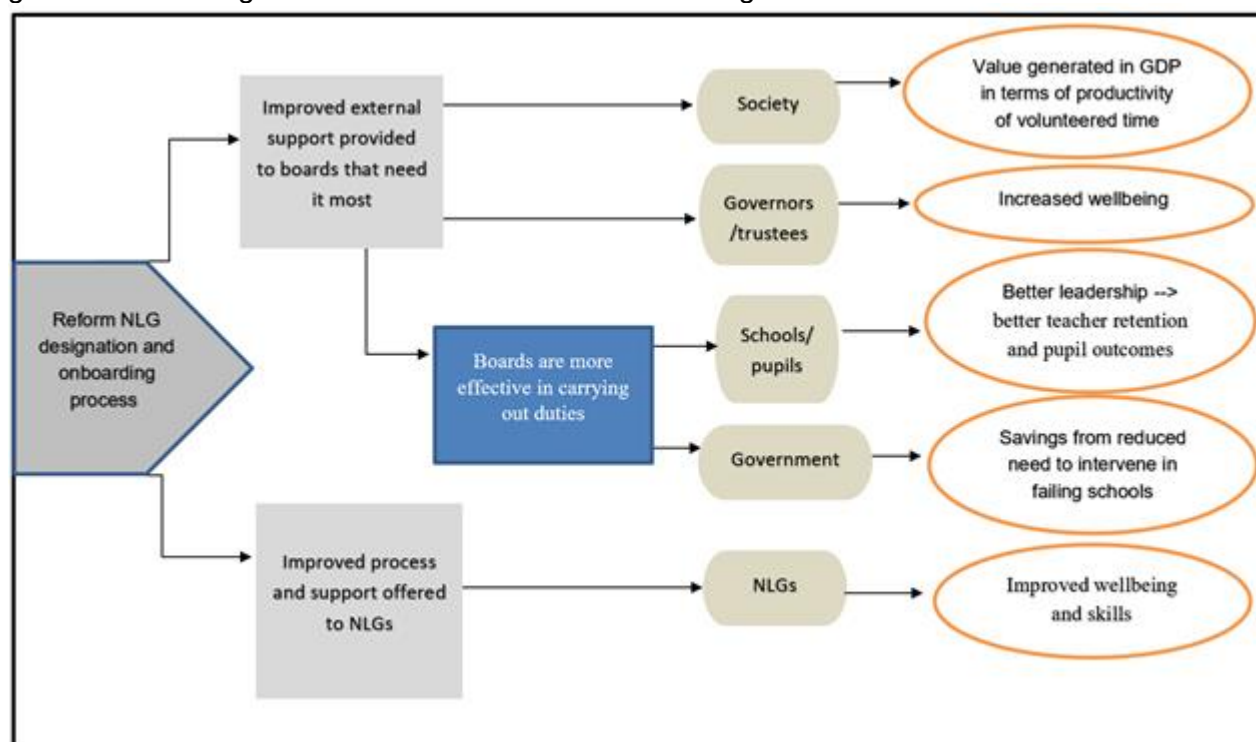 Improved external
support provided
to boards that need
it most
Society
Value generated in GDP
in terms of productivity
of volunteered time
Governors
/trustees
Increased wellbeing
Reform NLG
designation and
onboarding
process
Boards are more
effective in carrying
out duties
Schools/
pupils
Better leadership -->
better teacher retention
and pupil outcomes
Government
Savings from reduced
need to intervene in
failing schools
Improved process
and support offered
to NLGs
NLGs
Improved wellbeing
and skills